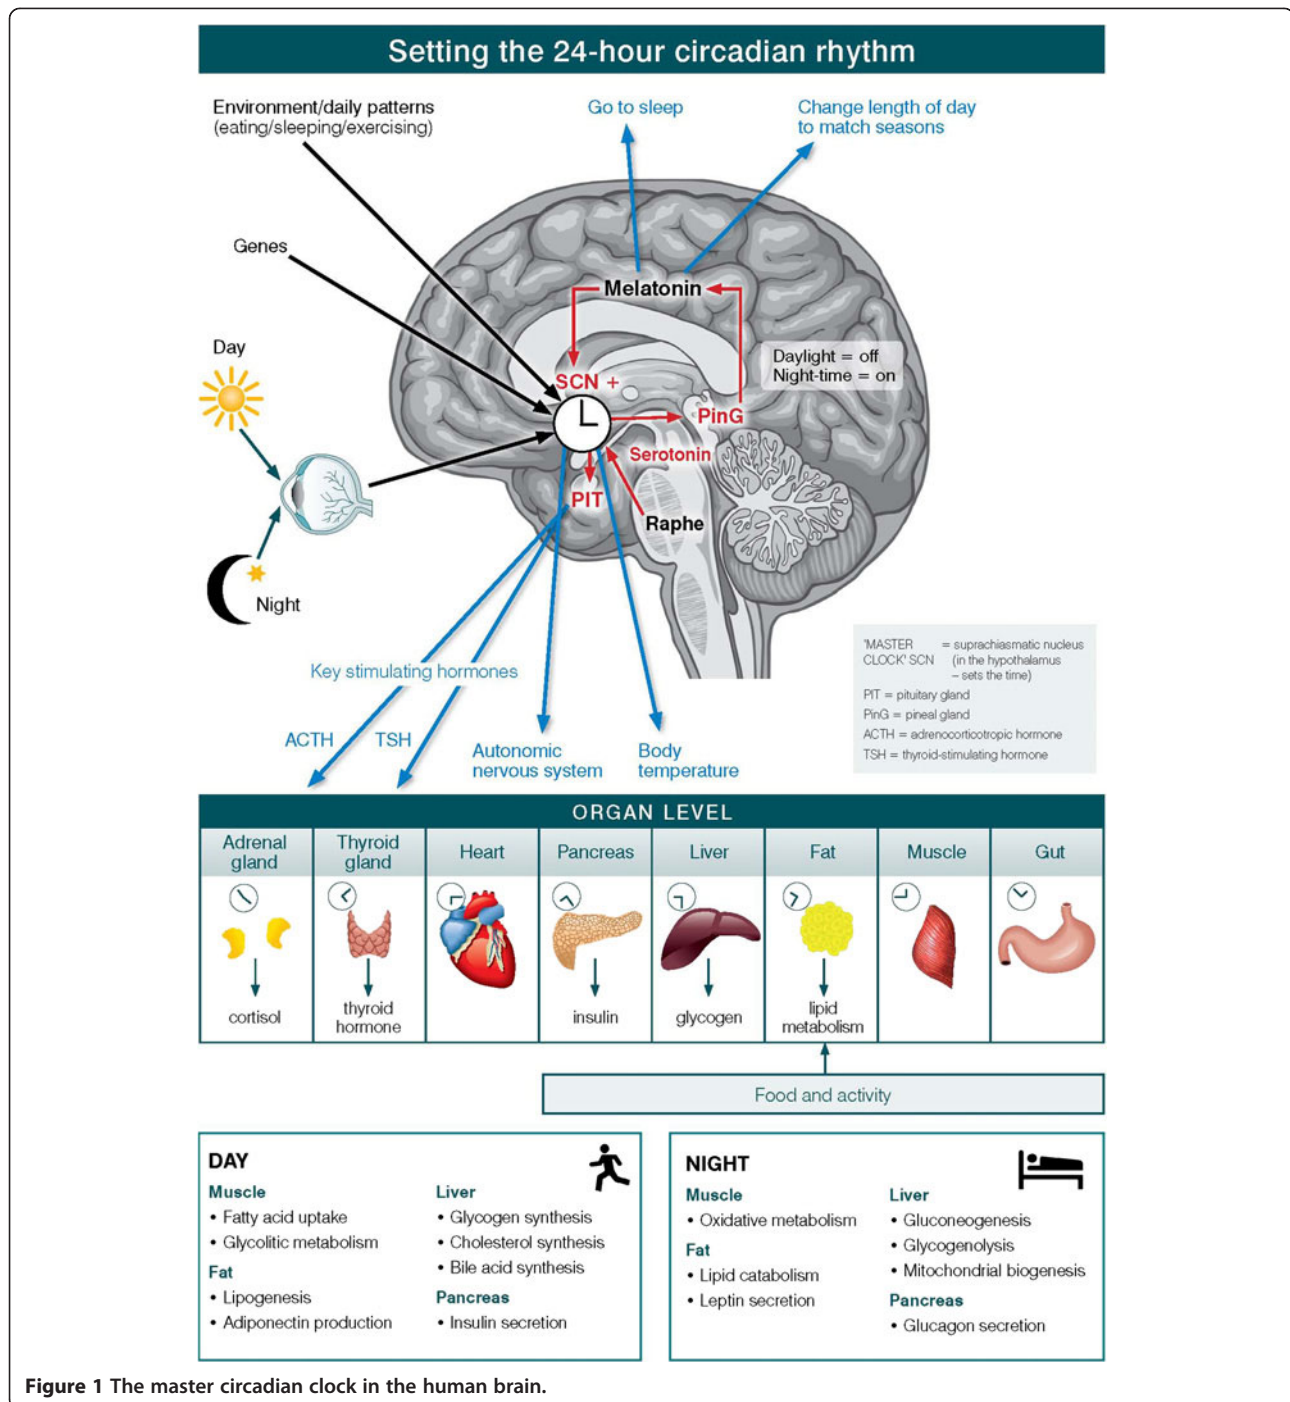 Setting the 24-hour circadian rhythm
Environment/daily patterns
(eating/sleeping/exercising)
Go to sleep
Change length of day
to match seasons
Genes
Melatonin
Day
Daylight = off
Night-time = on
SCN +
PinG
Serotonin
PIT
Raphe
Night
Key stimulating hormones
ACTH
TSH
Autonomic
nervous system
Body
temperature
'MASTER = suprachiasmatic nucleus
CLOCK' SCN (in the hypothalamus
– sets the time)
PIT = pituitary gland
PinG = pineal gland
ACTH = adrenocorticotropic hormone
TSH = thyroid-stimulating hormone
ORGAN LEVEL
Adrenal
gland
Thyroid
gland
Heart
Pancreas
Liver
Fat
Muscle
Gut
cortisol
thyroid
hormone
insulin
glycogen
lipid
metabolism
Food and activity
DAY
Muscle
• Fatty acid uptake
• Glycolitic metabolism
Fat
• Lipogenesis
• Adiponectin production
Liver
• Glycogen synthesis
• Cholesterol synthesis
• Bile acid synthesis
Pancreas
• Insulin secretion
NIGHT
Muscle
• Oxidative metabolism
Fat
• Lipid catabolism
• Leptin secretion
Liver
• Gluconeogenesis
• Glycogenolysis
• Mitochondrial biogenesis
Pancreas
• Glucagon secretion
Figure 1 The master circadian clock in the human brain.